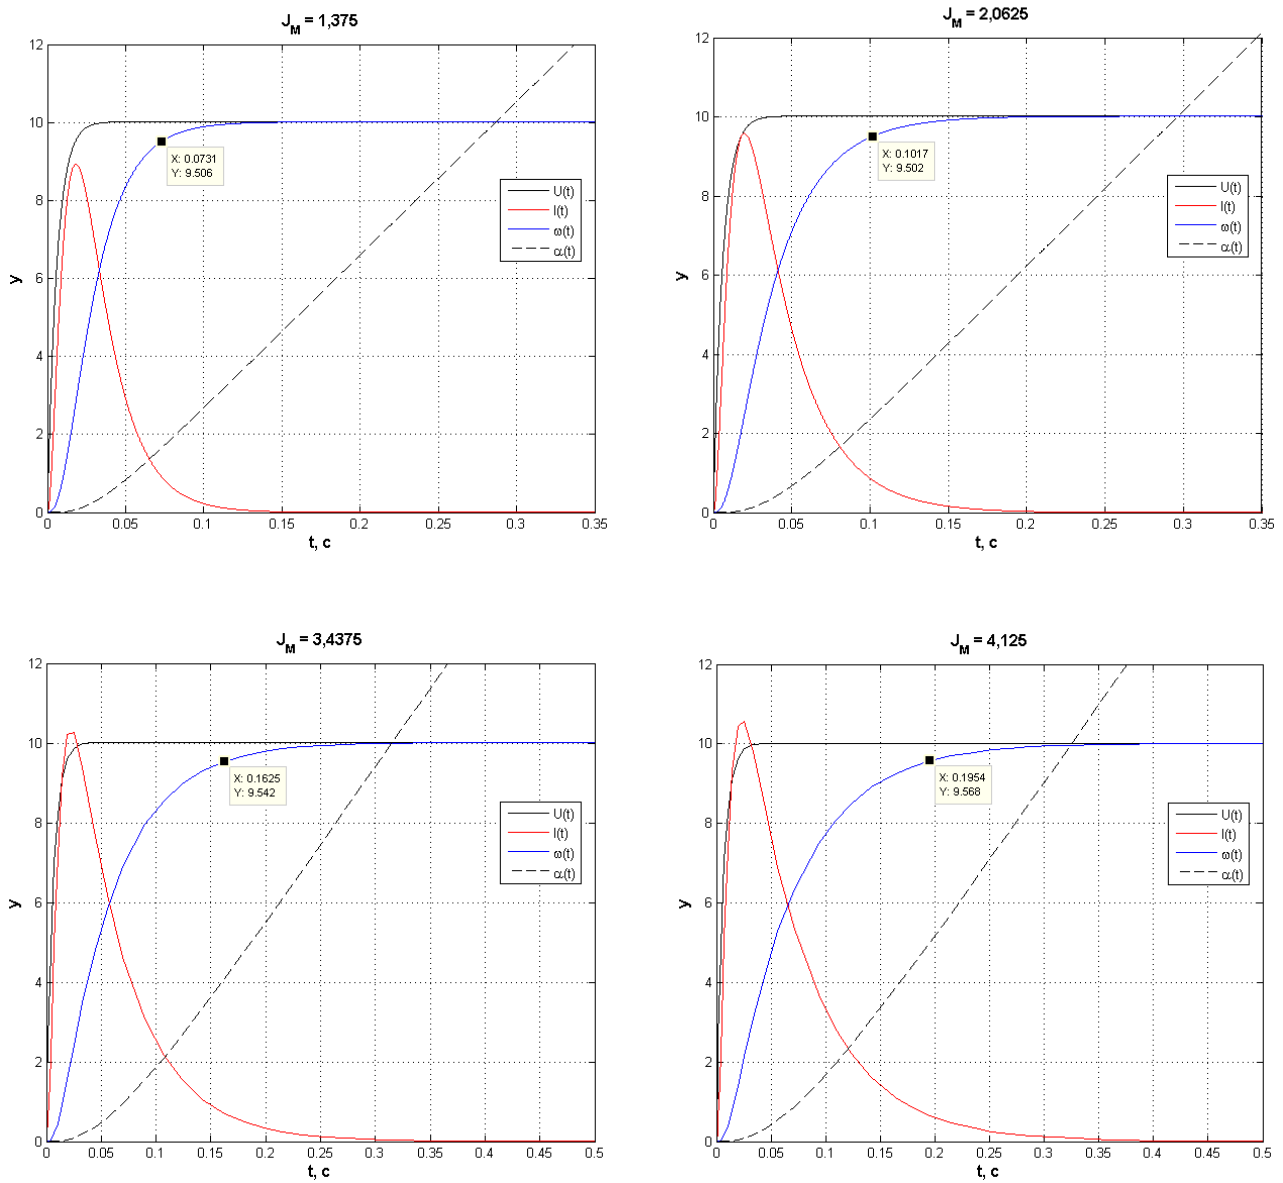 J_M = 1,375
12
10
8
6
4
2
0
y
X: 0.0731
Y: 9.506
U(t)
I(t)
ω(t)
α(t)
0 0.05 0.1 0.15 0.2 0.25 0.3 0.35
t, c
J_M = 2,0625
12
10
8
6
4
2
0
y
X: 0.1017
Y: 9.502
U(t)
I(t)
ω(t)
α(t)
0 0.05 0.1 0.15 0.2 0.25 0.3 0.35
t, c
J_M = 3,4375
12
10
8
6
4
2
0
y
X: 0.1625
Y: 9.542
U(t)
I(t)
ω(t)
α(t)
0 0.05 0.1 0.15 0.2 0.25 0.3 0.35 0.4 0.45 0.5
t, c
J_M = 4,125
12
10
8
6
4
2
0
y
X: 0.1954
Y: 9.568
U(t)
I(t)
ω(t)
α(t)
0 0.05 0.1 0.15 0.2 0.25 0.3 0.35 0.4 0.45 0.5
t, c